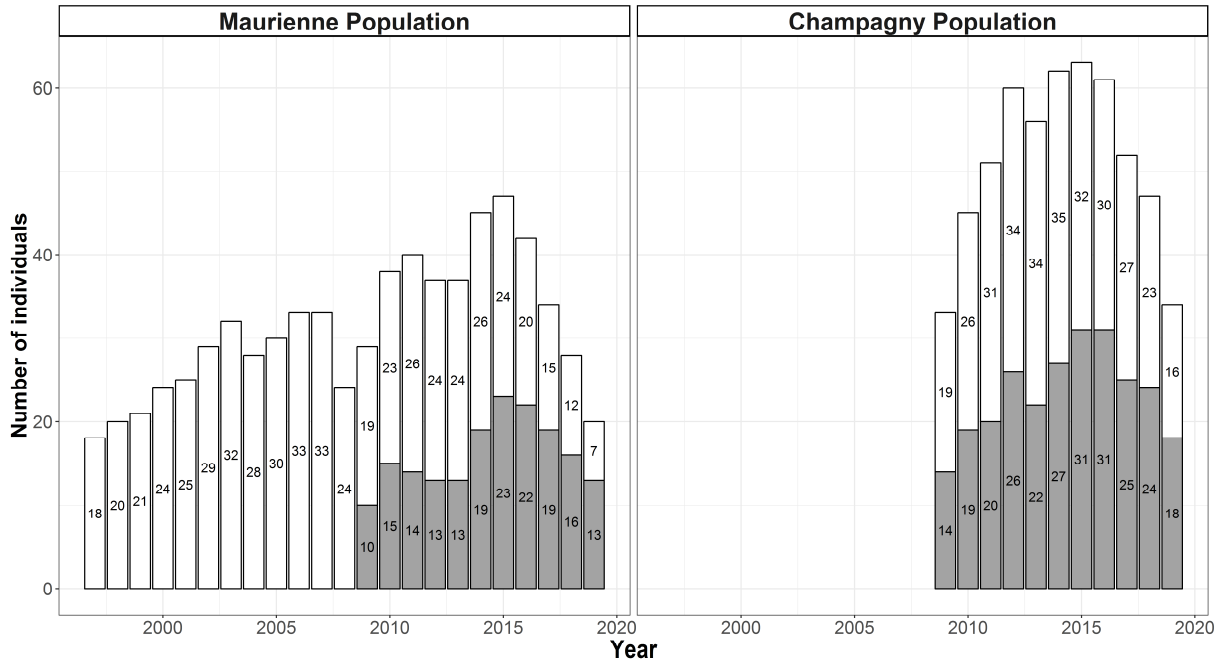 Maurienne Population
Champagny Population
Number of individuals
60
40
20
0
18 20 21 24 25 29 32 28 30 33 33 24 19 23 26 24 24 26 24 20 15 12 7
10 15 14 13 13 19 23 22 19 16 13
19 26 31 34 34 35 32 30 27 23 16
14 19 20 26 22 27 31 31 25 24 18
2000 2005 2010 2015 2020
2000 2005 2010 2015 2020
Year